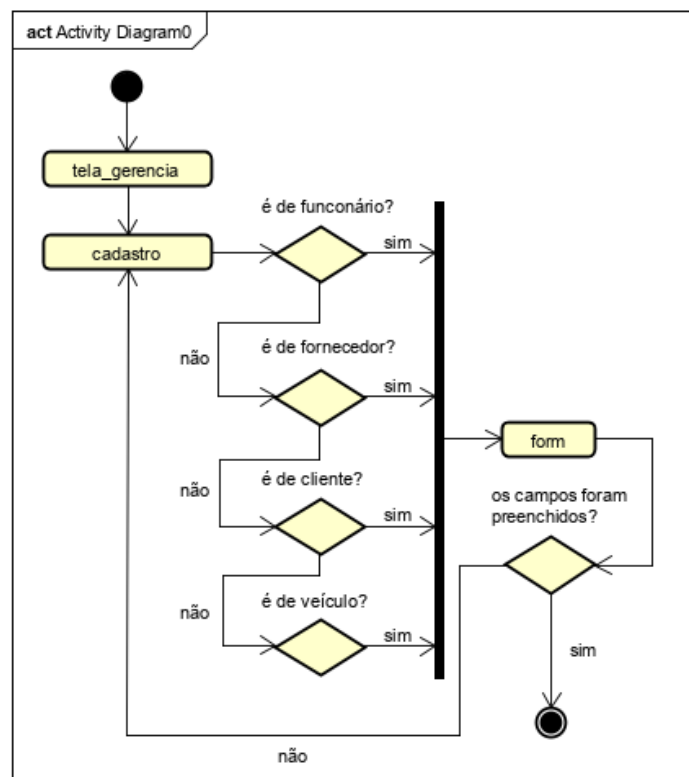 act Activity Diagram0
tela_gerencia
é de funconário?
cadastro
sim
não
é de fornecedor?
sim
form
não
é de cliente?
sim
os campos foram
preenchidos?
não
é de veículo?
sim
sim
não